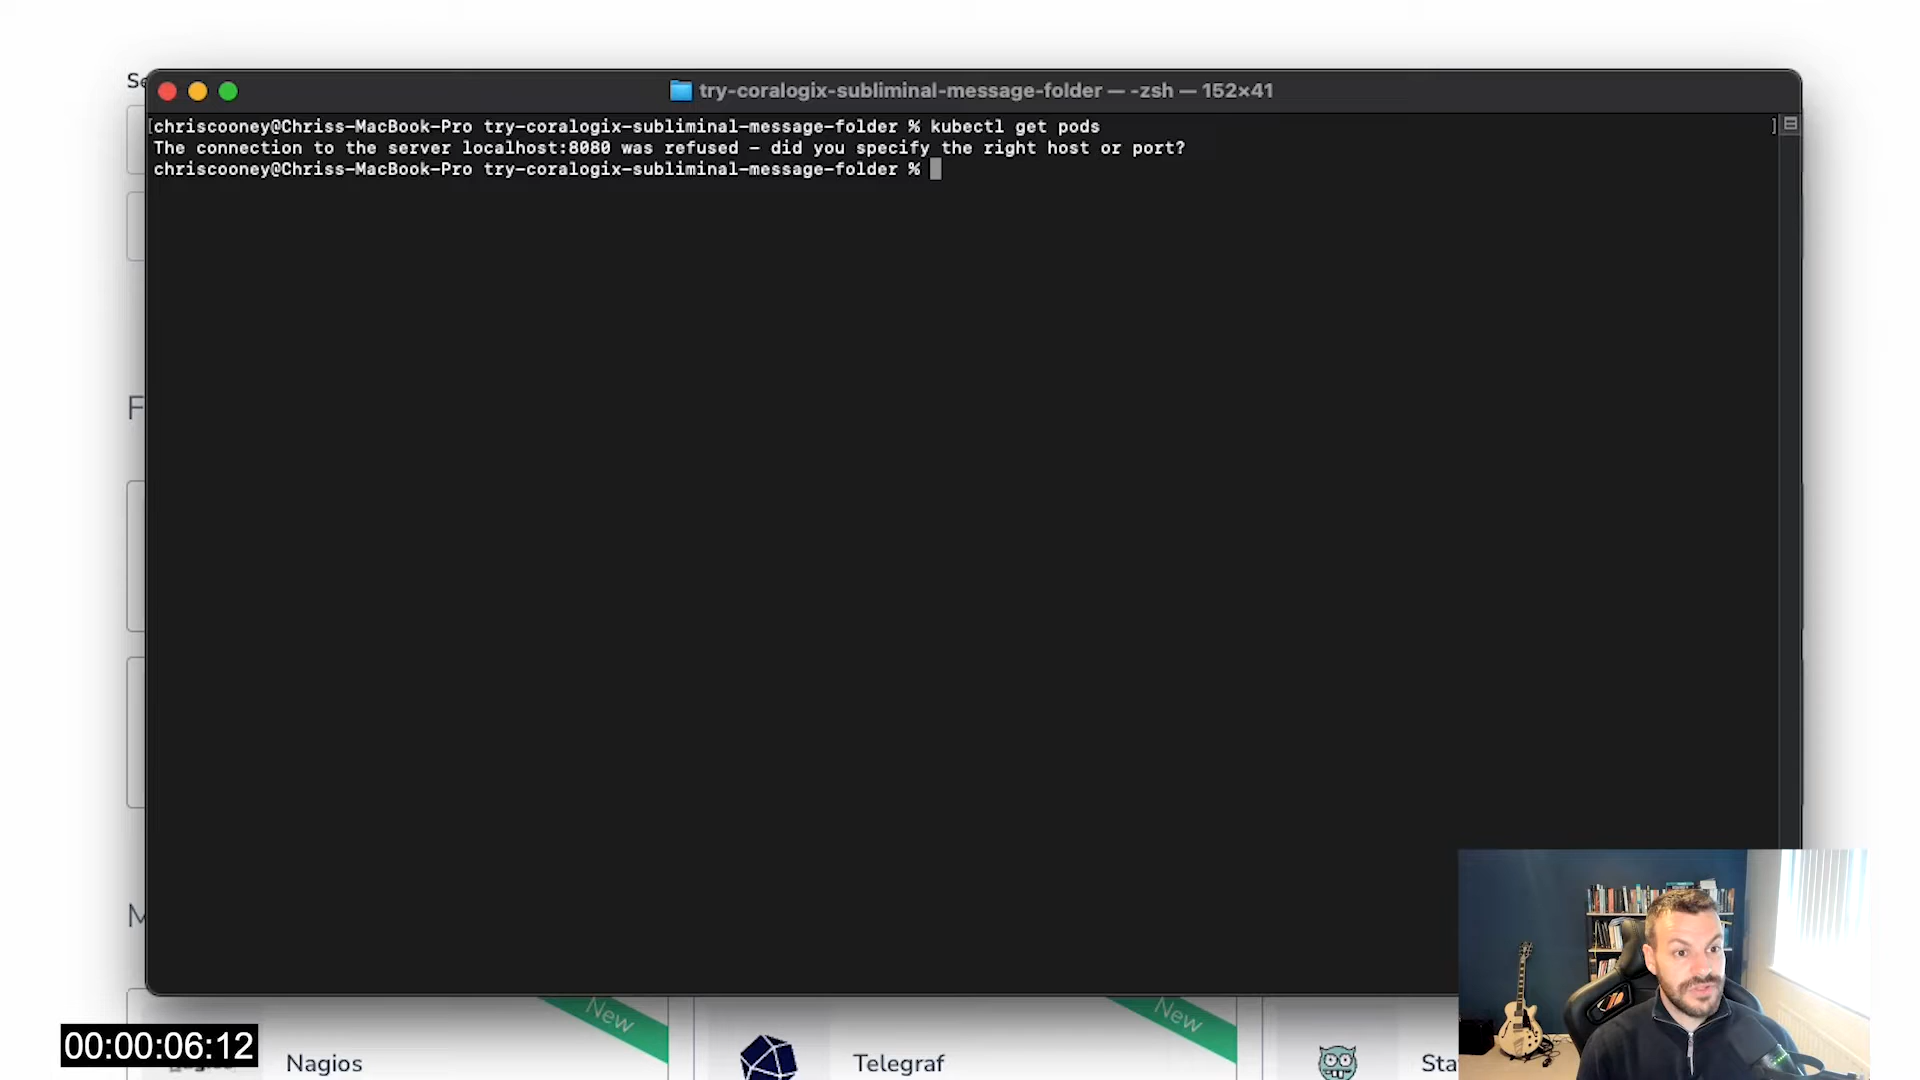 Se
try-coralogix-subliminal-message-folder — -zsh — 152×41
[chriscooney@Chriss-MacBook-Pro try-coralogix-subliminal-message-folder % kubectl get pods ]
The connection to the server localhost:8080 was refused - did you specify the right host or port?
chriscooney@Chriss-MacBook-Pro try-coralogix-subliminal-message-folder %
F
M
New
New
00:00:06:12
Nagios
Telegraf
Sta